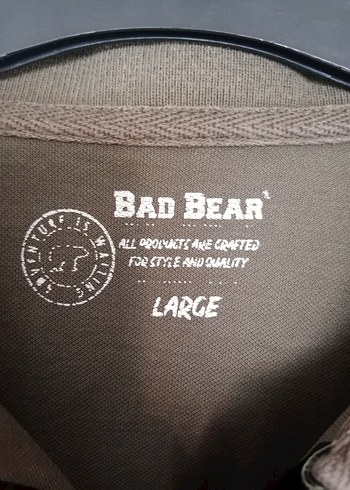 BAD BEAR
ALL PRODUCTS ARE CRAFTED
FOR STYLE AND QUALITY
LARGE
ADVENTURE IS WAITING